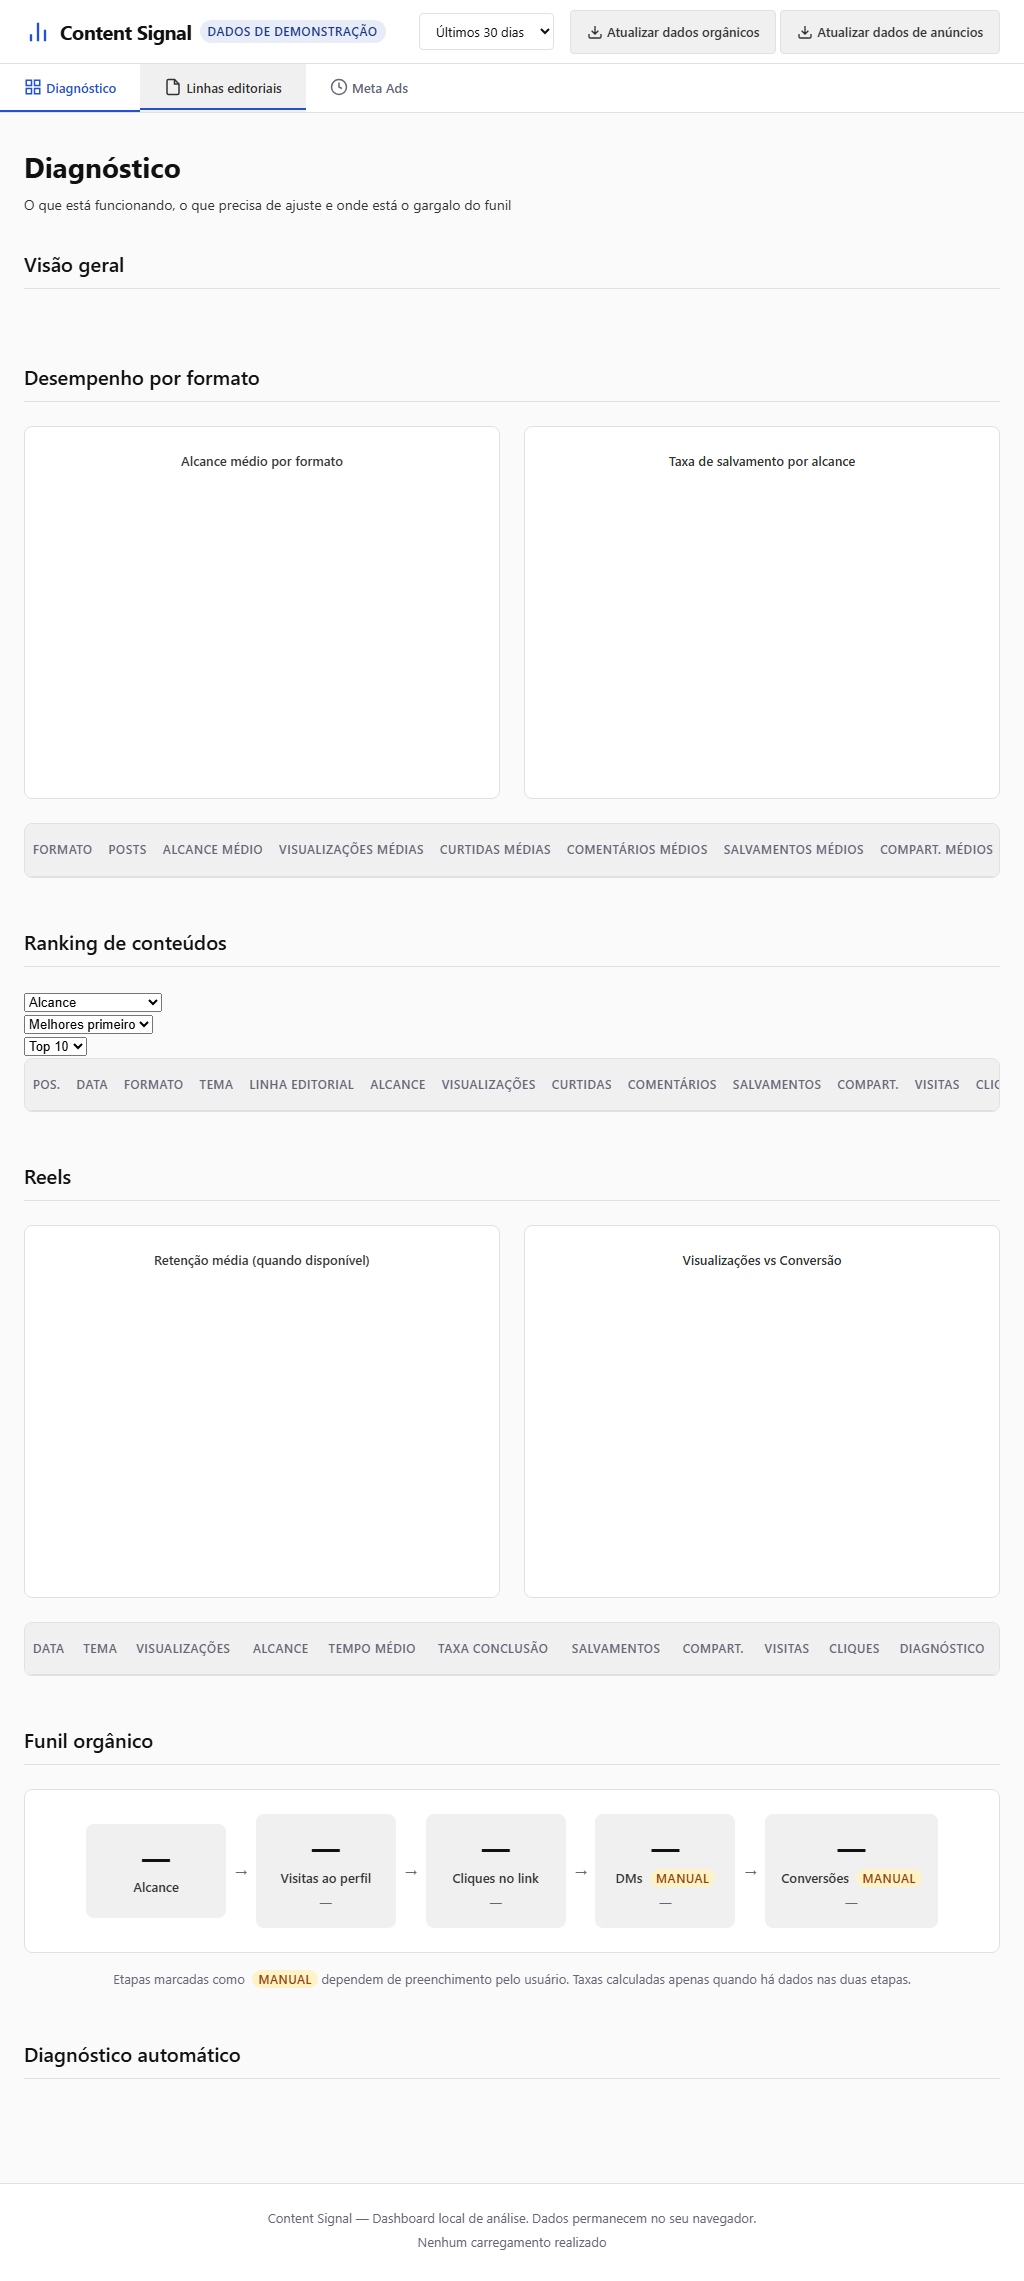 Content Signal DADOS DE DEMONSTRAÇÃO Últimos 30 dias Atualizar dados orgânicos Atualizar dados de anúncios
Diagnóstico Linhas editoriais Meta Ads
Diagnóstico
O que está funcionando, o que precisa de ajuste e onde está o gargalo do funil
Visão geral
Desempenho por formato
Alcance médio por formato Taxa de salvamento por alcance
FORMATO POSTS ALCANCE MÉDIO VISUALIZAÇÕES MÉDIAS CURTIDAS MÉDIAS COMENTÁRIOS MÉDIOS SALVAMENTOS MÉDIOS COMPART. MÉDIOS
Ranking de conteúdos
Alcance
Melhores primeiro
Top 10
POS. DATA FORMATO TEMA LINHA EDITORIAL ALCANCE VISUALIZAÇÕES CURTIDAS COMENTÁRIOS SALVAMENTOS COMPART. VISITAS CLIC
Reels
Retenção média (quando disponível) Visualizações vs Conversão
DATA TEMA VISUALIZAÇÕES ALCANCE TEMPO MÉDIO TAXA CONCLUSÃO SALVAMENTOS COMPART. VISITAS CLIQUES DIAGNÓSTICO
Funil orgânico
— → — → — → — → —
Alcance Visitas ao perfil Cliques no link DMs MANUAL Conversões MANUAL
— — — —
Etapas marcadas como MANUAL dependem de preenchimento pelo usuário. Taxas calculadas apenas quando há dados nas duas etapas.
Diagnóstico automático
Content Signal — Dashboard local de análise. Dados permanecem no seu navegador.
Nenhum carregamento realizado